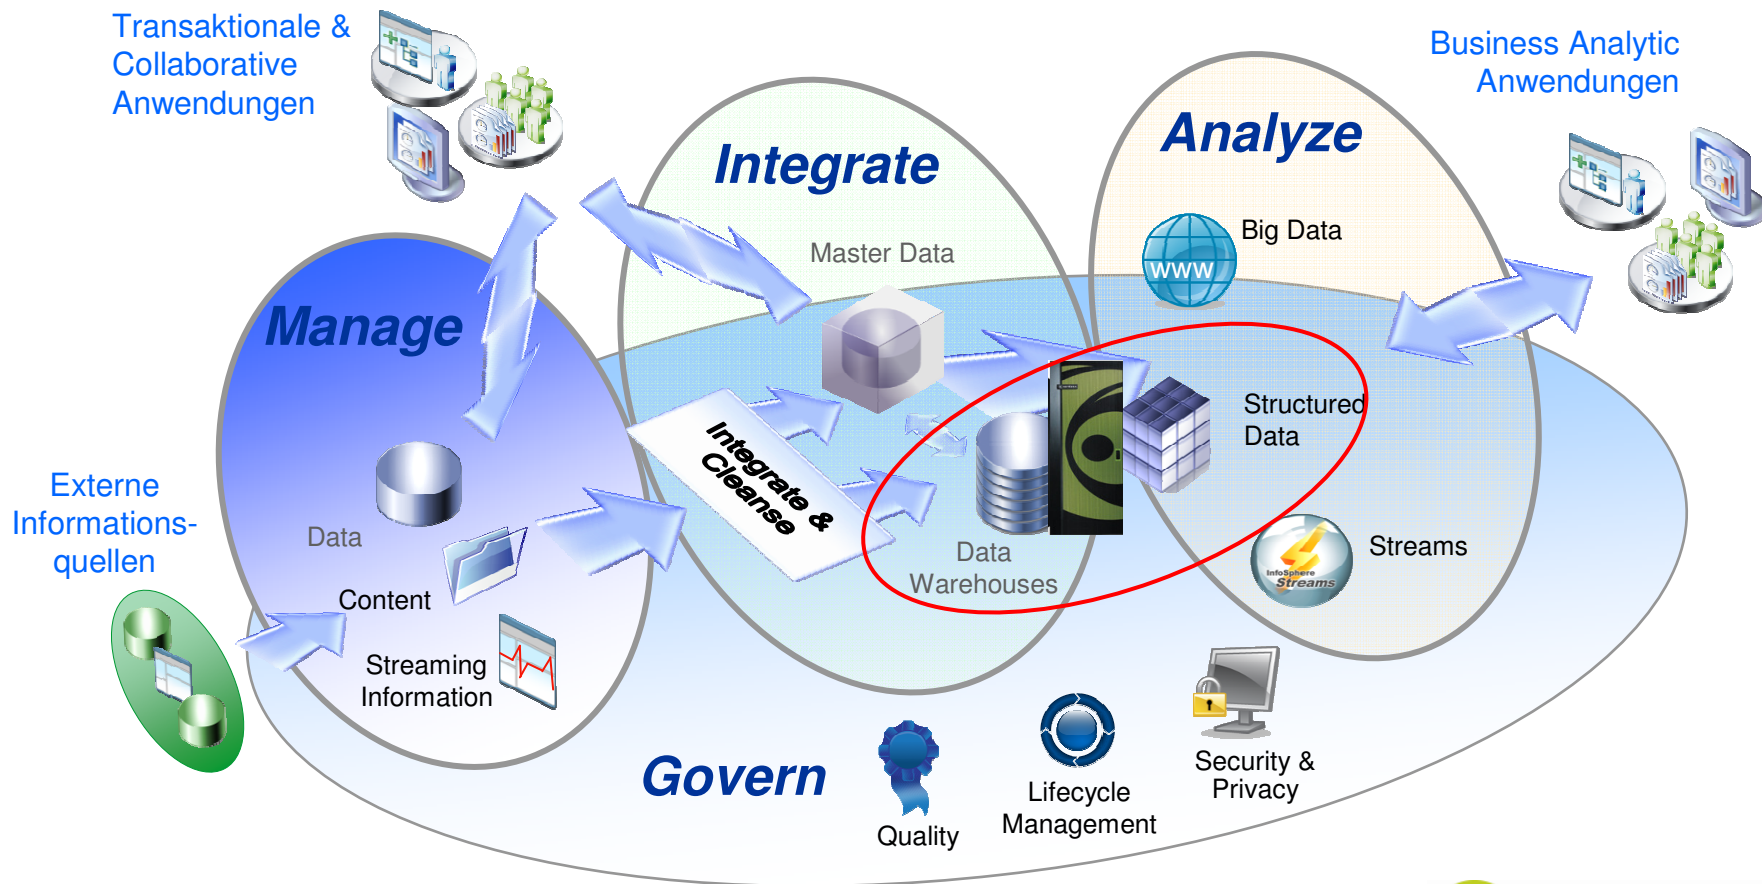 Transaktionale &
Collaborative
Anwendungen
Business Analytic
Anwendungen
Integrate
Analyze
Master Data
Big Data
www
Manage
Structured
Data
Integrate &
Cleanse
Externe
Informations-
quellen
Data
Content
Streaming
Information
Data
Warehouses
Streams
InfoSphere
Streams
Govern
Quality
Lifecycle
Management
Security &
Privacy